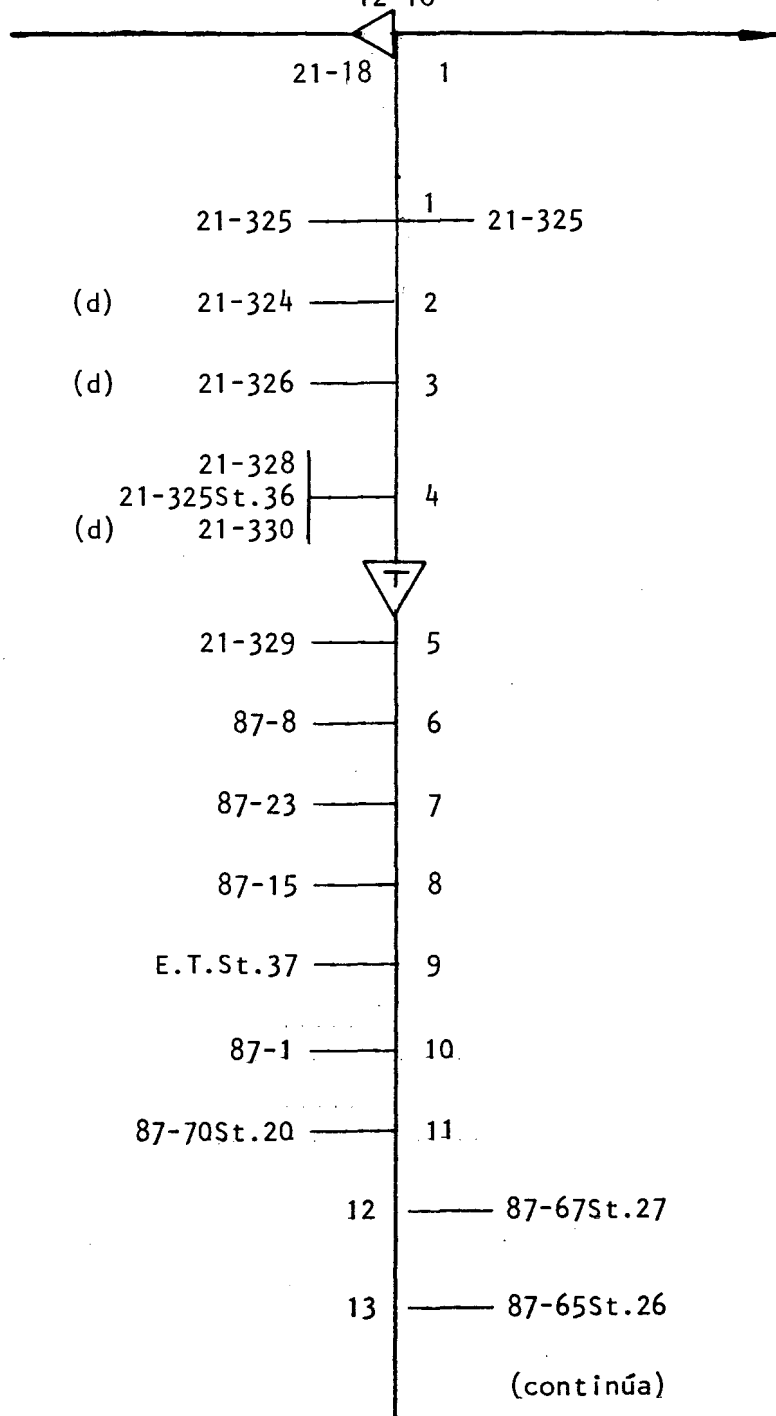 21-18 1
1
21-325 21-325
(d) 21-324 2
(d) 21-326 3
21-328
21-325St.36 4
(d) 21-330
T
21-329 5
87-8 6
87-23 7
87-15 8
E.T.St.37 9
87-1 10
87-70St.20 11
12 87-67St.27
13 87-65St.26
(continúa)